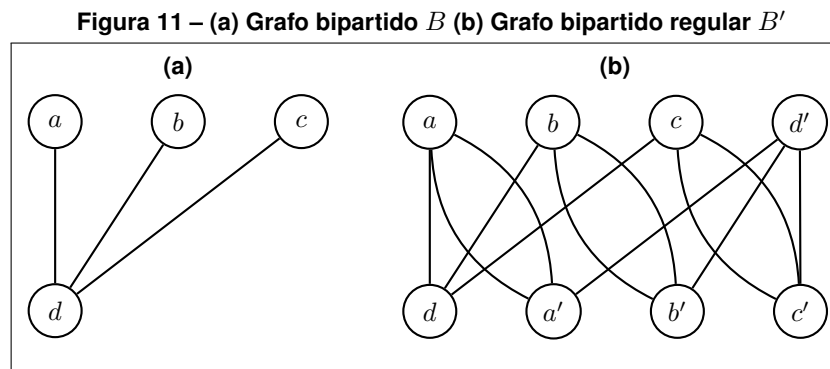 Figura 11 – (a) Grafo bipartido B (b) Grafo bipartido regular B′
(a) (b)
a b c a b c d′
d d a′ b′ c′